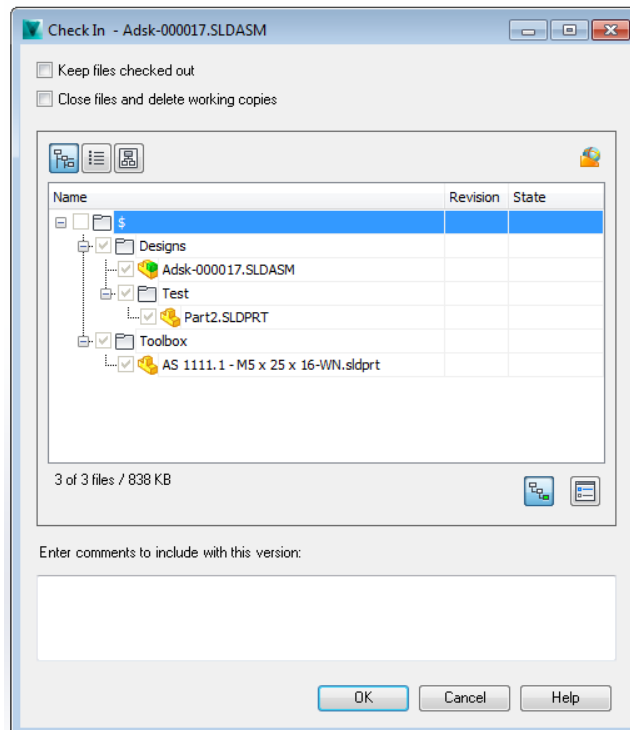 Check In - Adsk-000017.SLDASM
Keep files checked out
Close files and delete working copies
Name Revision State
$
Designs
Adsk-000017.SLDASM
Test
Part2.SLDPRT
Toolbox
AS 1111.1 - M5 x 25 x 16-WN.sldprt
3 of 3 files / 838 KB
Enter comments to include with this version:
OK Cancel Help